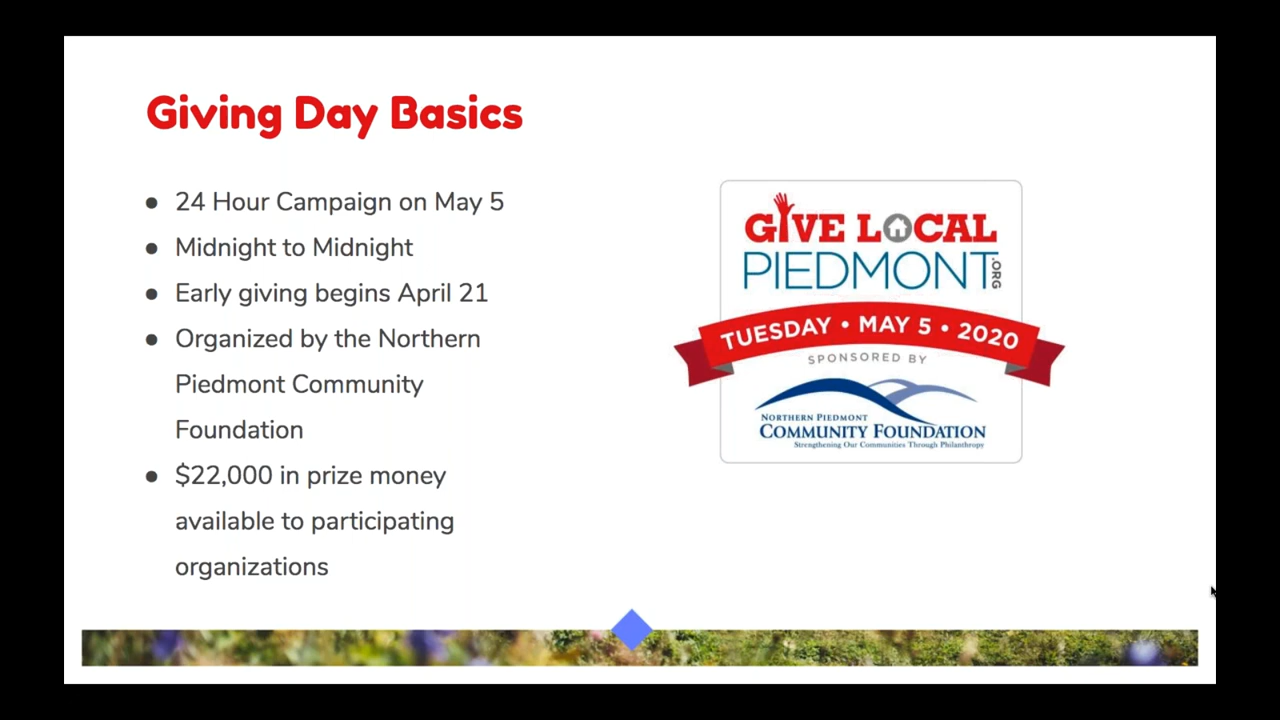 Giving Day Basics
● 24 Hour Campaign on May 5
● Midnight to Midnight
● Early giving begins April 21
● Organized by the Northern
Piedmont Community
Foundation
● $22,000 in prize money
available to participating
organizations
GIVE LOCAL
PIEDMONT.ORG
TUESDAY • MAY 5 • 2020
SPONSORED BY
NORTHERN PIEDMONT
COMMUNITY FOUNDATION
Strengthening Our Communities Through Philanthropy